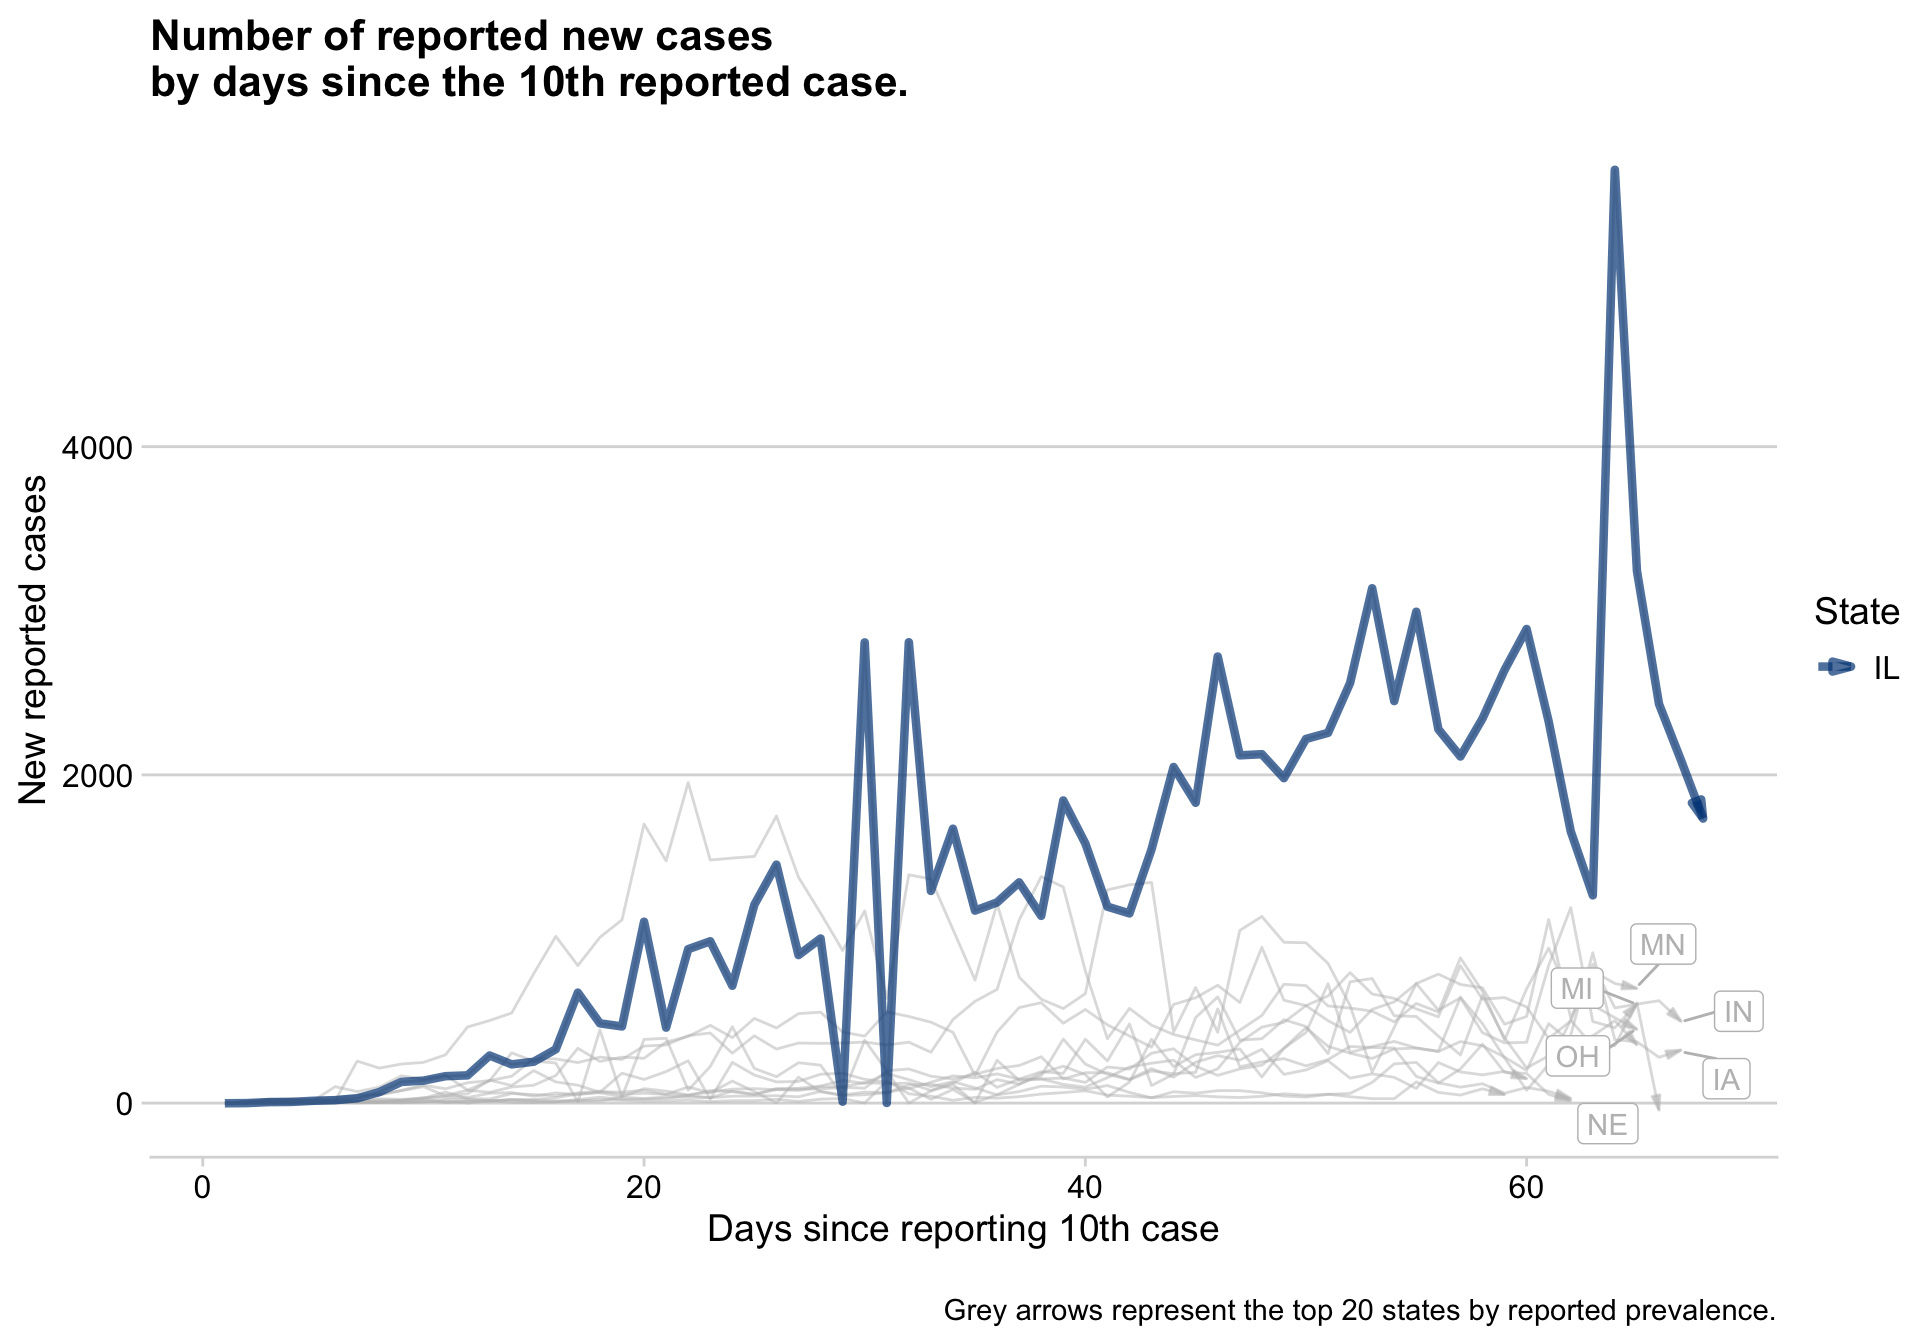 Number of reported new cases
by days since the 10th reported case.
4000
2000
0
New reported cases
0
20
40
60
Days since reporting 10th case
MN
MI
IN
OH
IA
NE
State
IL
Grey arrows represent the top 20 states by reported prevalence.